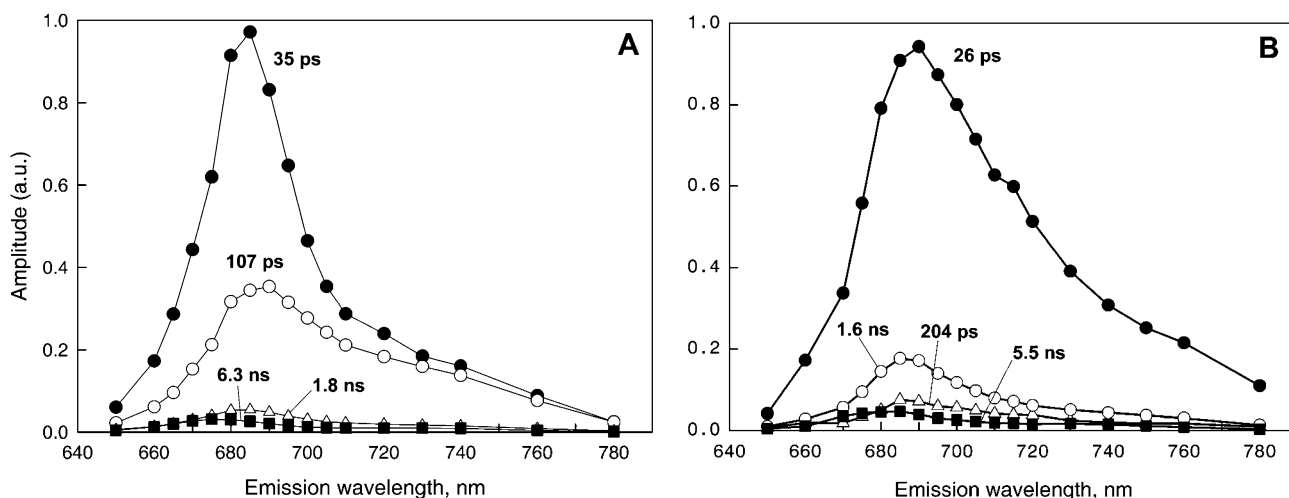 A
1.0
0.8
0.6
0.4
0.2
0.0
Amplitude (a.u.)
35 ps
107 ps
6.3 ns
1.8 ns
640 660 680 700 720 740 760 780
Emission wavelength, nm
B
1.0
0.8
0.6
0.4
0.2
0.0
26 ps
1.6 ns
204 ps
5.5 ns
640 660 680 700 720 740 760 780
Emission wavelength, nm